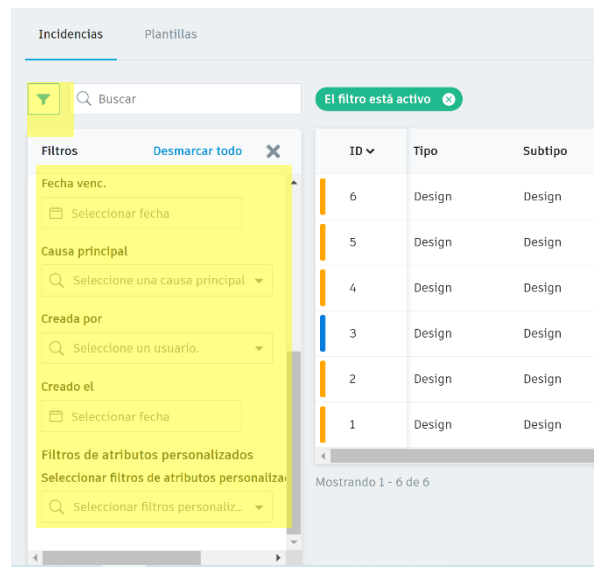 Incidencias Plantillas
Buscar El filtro está activo
Filtros Desmarcar todo
Fecha venc.
Seleccionar fecha
Causa principal
Seleccione una causa principal
Creada por
Seleccione un usuario.
Creado el
Seleccionar fecha
Filtros de atributos personalizados
Seleccionar filtros de atributos personaliza
Seleccionar filtros personaliz...
ID Tipo Subtipo
6 Design Design
5 Design Design
4 Design Design
3 Design Design
2 Design Design
1 Design Design
Mostrando 1 - 6 de 6